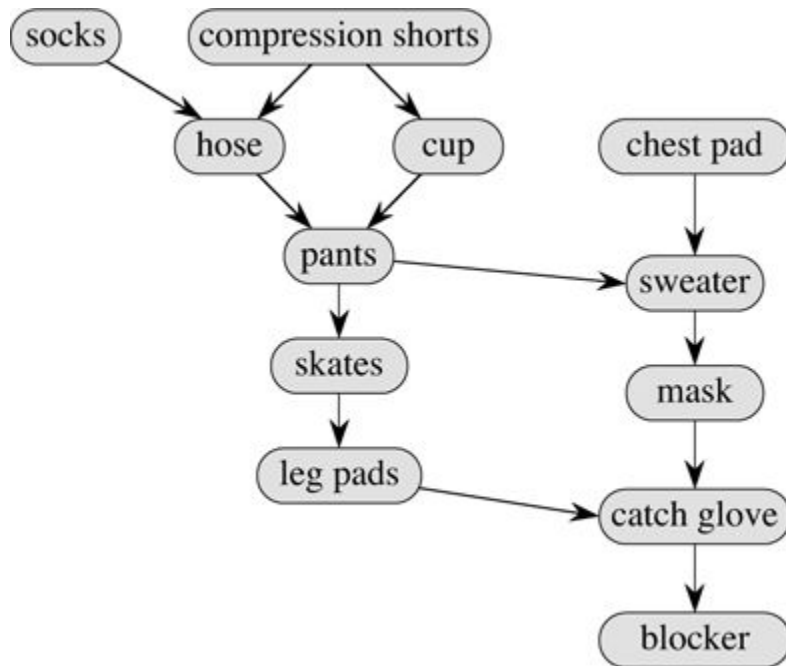 socks
compression shorts
hose
cup
chest pad
pants
sweater
skates
mask
leg pads
catch glove
blocker